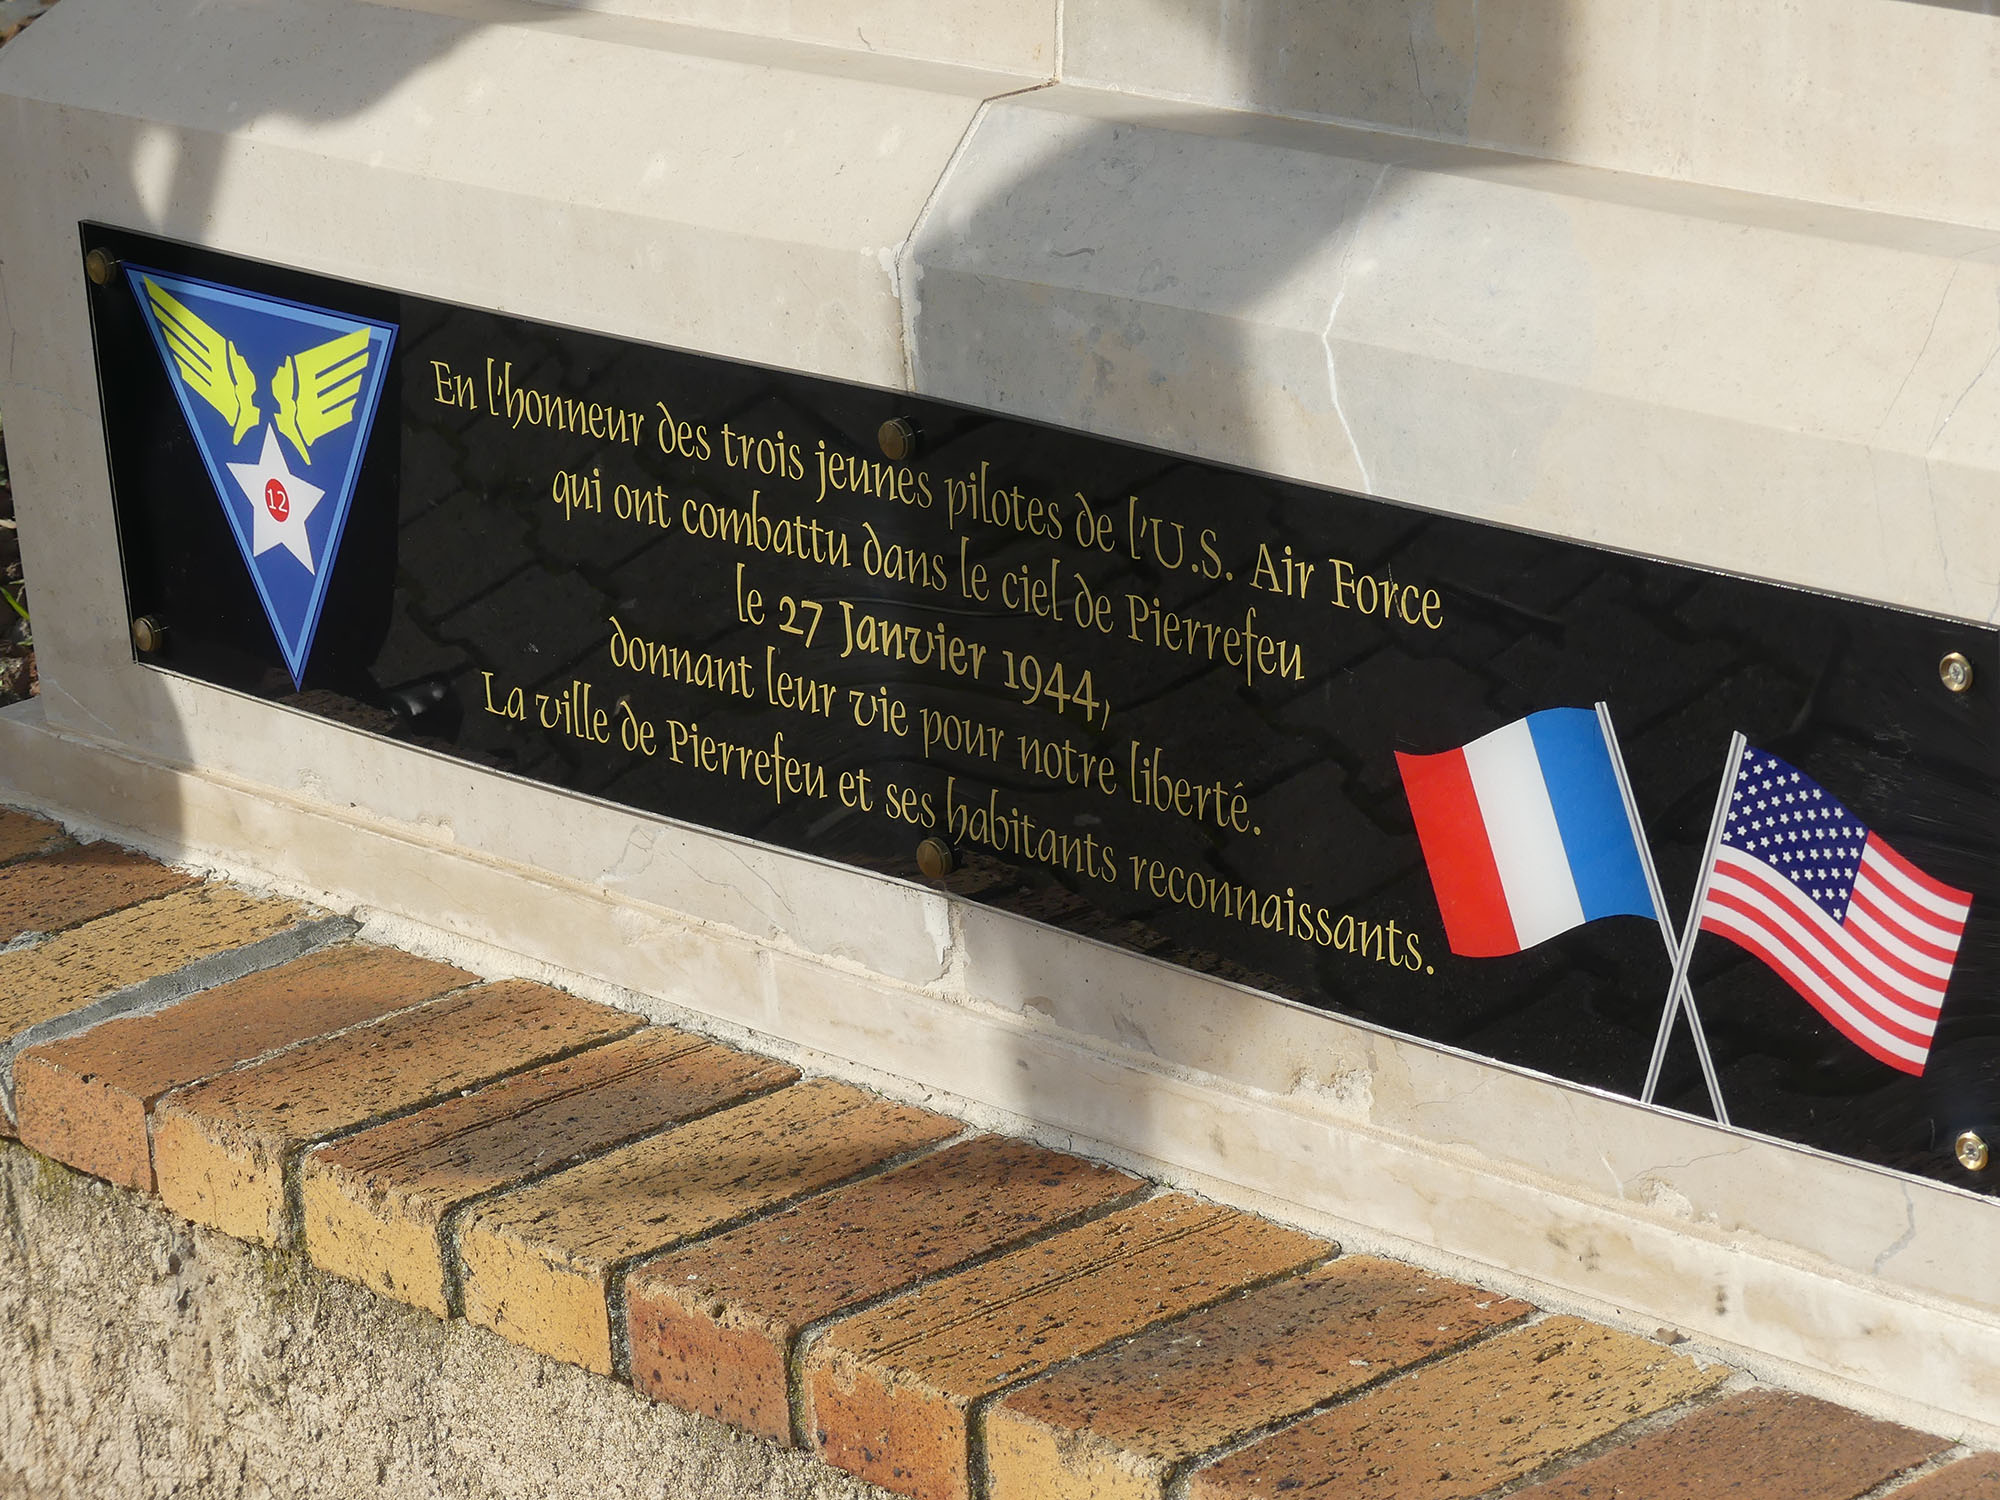 12
En l'honneur des trois jeunes pilotes de l'U.S. Air Force
qui ont combattu dans le ciel de Pierrefeu
le 27 Janvier 1944,
donnant leur vie pour notre liberté.
La ville de Pierrefeu et ses habitants reconnaissants.